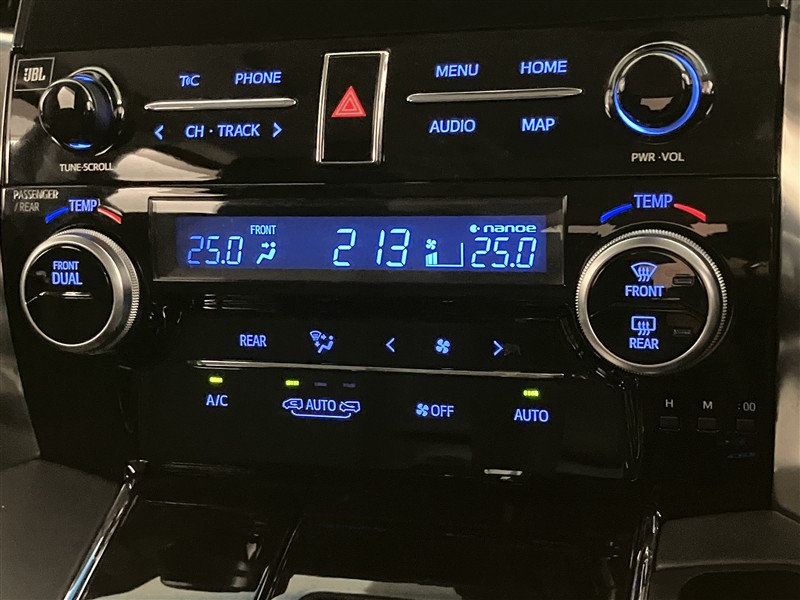 JBL
T&C PHONE
< CH · TRACK >
TUNE·SCROLL
MENU HOME
AUDIO MAP
PWR · VOL
PASSENGER
/REAR
TEMP
FRONT
DUAL
FRONT
25.0
213
nanoe
25.0
TEMP
FRONT
REAR
REAR
< >
A/C
AUTO
OFF
AUTO
H M :00